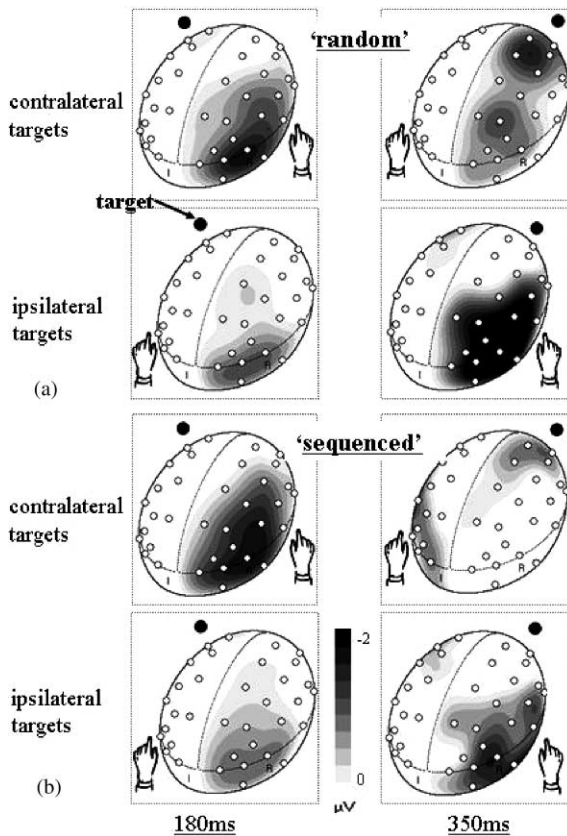 'random'
contralateral
targets
I R
target
ipsilateral
targets
I R
(a)
'sequenced'
contralateral
targets
I R
ipsilateral
targets
I R
-2
0
µV
(b)
180ms
350ms